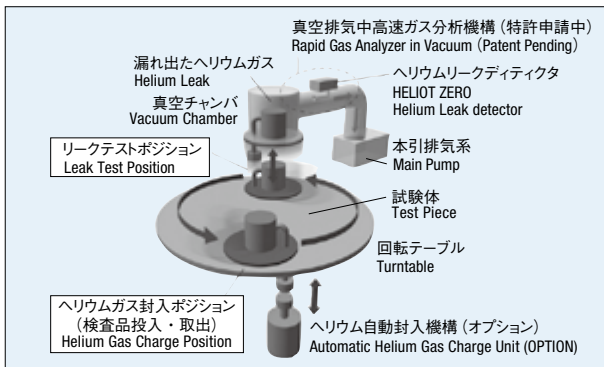 真空排気中高速ガス分析機構（特許申請中）
Rapid Gas Analyzer in Vacuum (Patent Pending)
漏れ出たヘリウムガス
Helium Leak
ヘリウムリークディティクタ
HELIOT ZERO
Helium Leak detector
真空チャンバ
Vacuum Chamber
本引排気系
Main Pump
リークテストポジション
Leak Test Position
試験体
Test Piece
回転テーブル
Turntable
ヘリウムガス封入ポジション
（検査品投入・取出）
Helium Gas Charge Position
ヘリウム自動封入機構（オプション）
Automatic Helium Gas Charge Unit (OPTION)